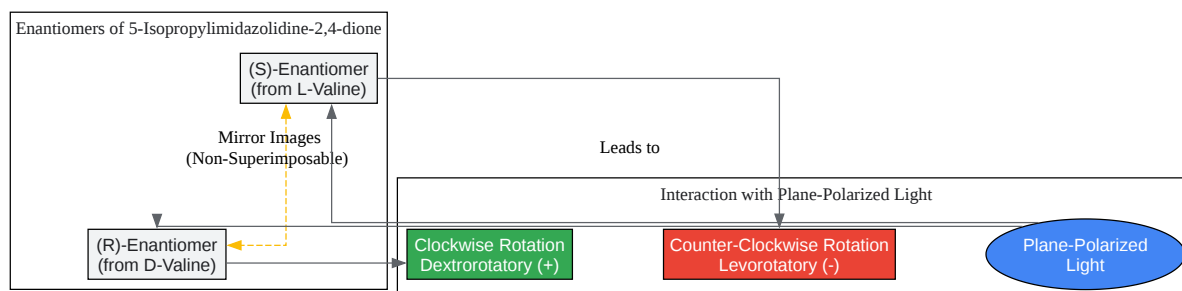 Enantiomers of 5-Isopropylimidazolidine-2,4-dione
(S)-Enantiomer
(from L-Valine)
Mirror Images
(Non-Superimposable)
Leads to
Interaction with Plane-Polarized Light
(R)-Enantiomer
(from D-Valine)
Clockwise Rotation
Dextrorotatory (+)
Counter-Clockwise Rotation
Levorotatory (-)
Plane-Polarized
Light